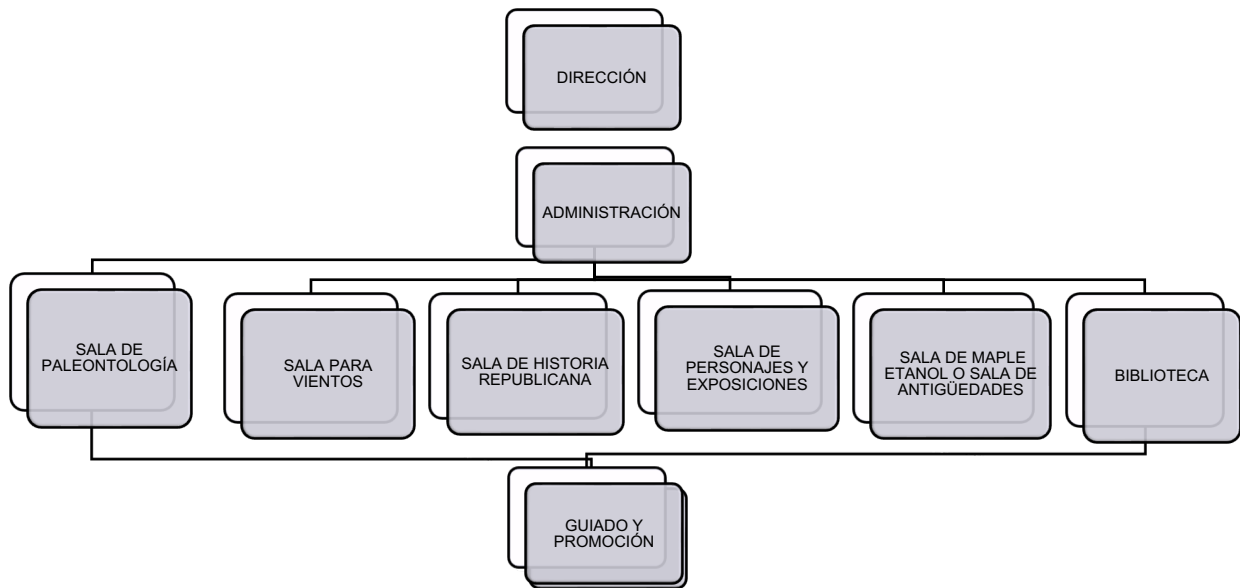 DIRECCIÓN
ADMINISTRACIÓN
SALA DE
PALEONTOLOGÍA
SALA PARA
VIENTOS
SALA DE HISTORIA
REPUBLICANA
SALA DE
PERSONAJES Y
EXPOSICIONES
SALA DE MAPLE
ETANOL O SALA DE
ANTIGÜEDADES
BIBLIOTECA
GUIADO Y
PROMOCIÓN